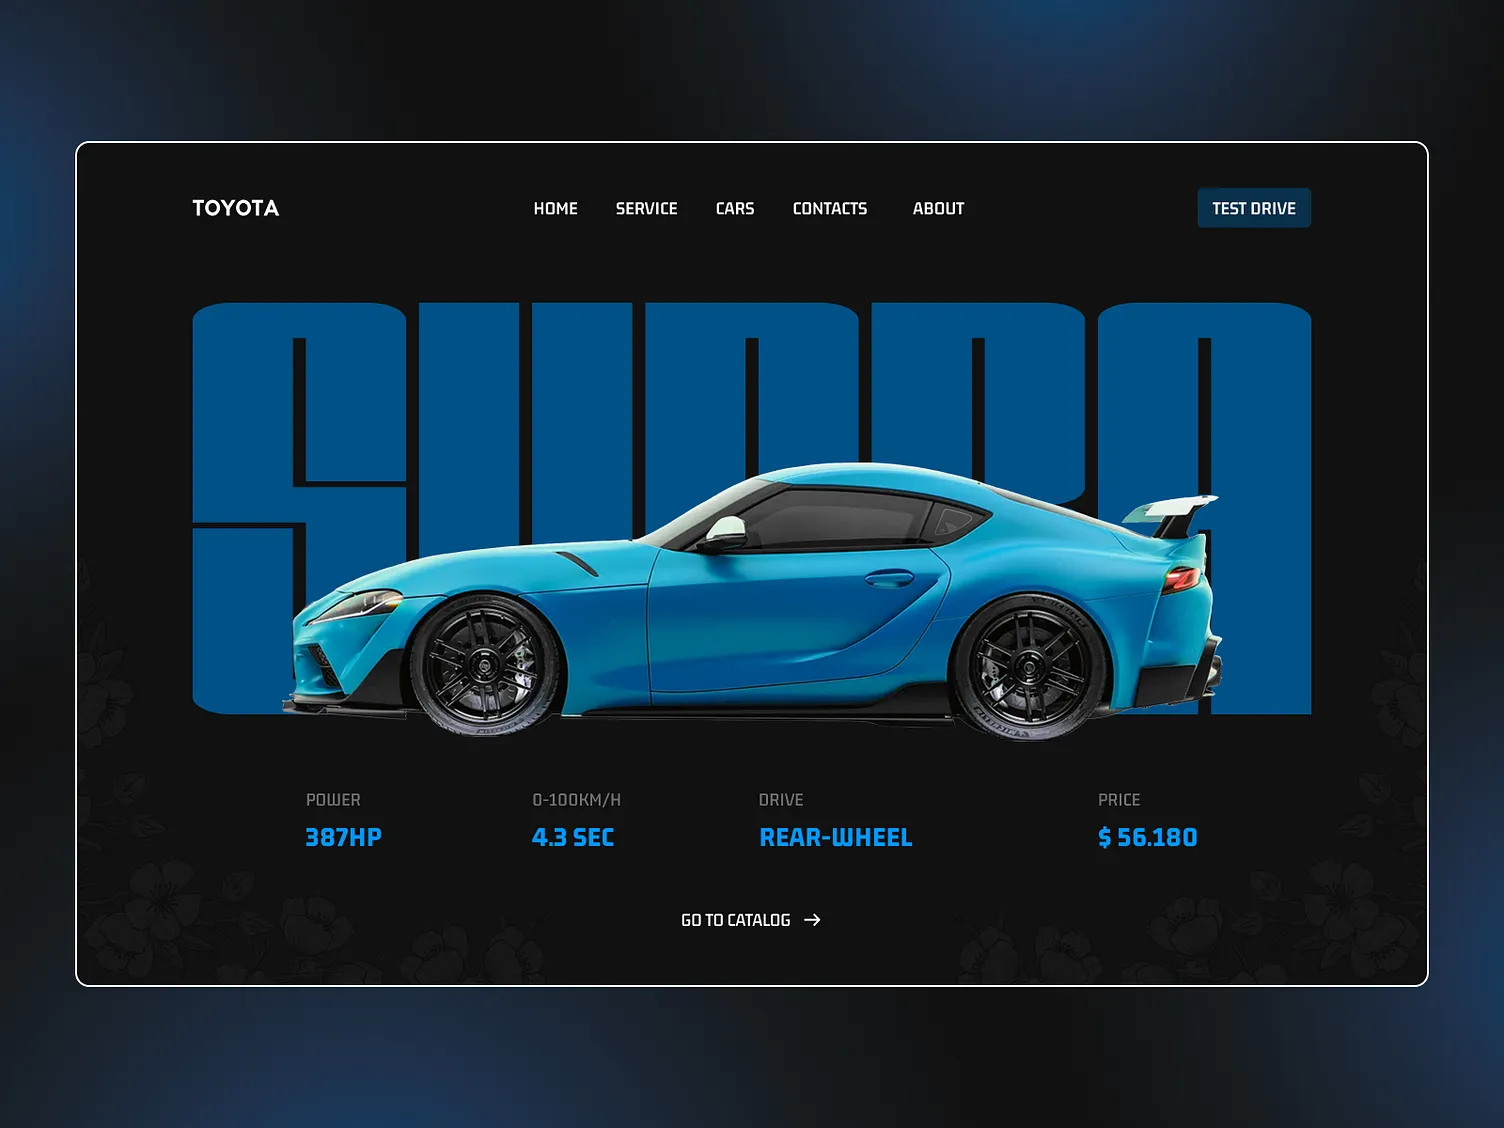 TOYOTA
HOME SERVICE CARS CONTACTS ABOUT
TEST DRIVE
SUPRA
POWER 0-100KM/H DRIVE PRICE
387HP 4.3 SEC REAR-WHEEL $ 56.180
GO TO CATALOG →